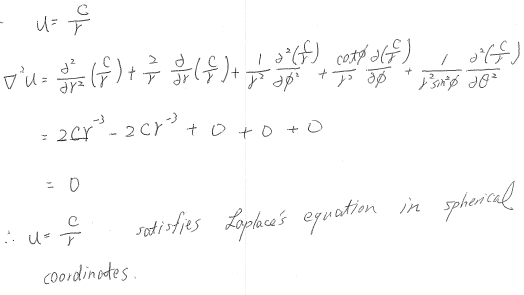 u = c/r
∇²u = ∂²/∂r² (c/r) + 2/r ∂/∂r (c/r) + 1/r² ∂²(c/r)/∂φ² + cotφ/r² ∂(c/r)/∂φ + 1/(r² sin²φ) ∂²(c/r)/∂θ²
= 2cr⁻³ - 2cr⁻³ + 0 + 0 + 0
= 0
∴ u = c/r satisfies Laplace's equation in spherical
coordinates.